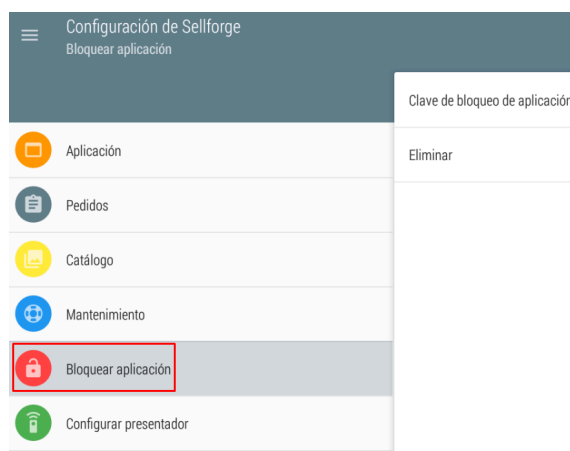 Configuración de Sellforge
Bloquear aplicación
Clave de bloqueo de aplicación
Eliminar
Aplicación
Pedidos
Catálogo
Mantenimiento
Bloquear aplicación
Configurar presentador